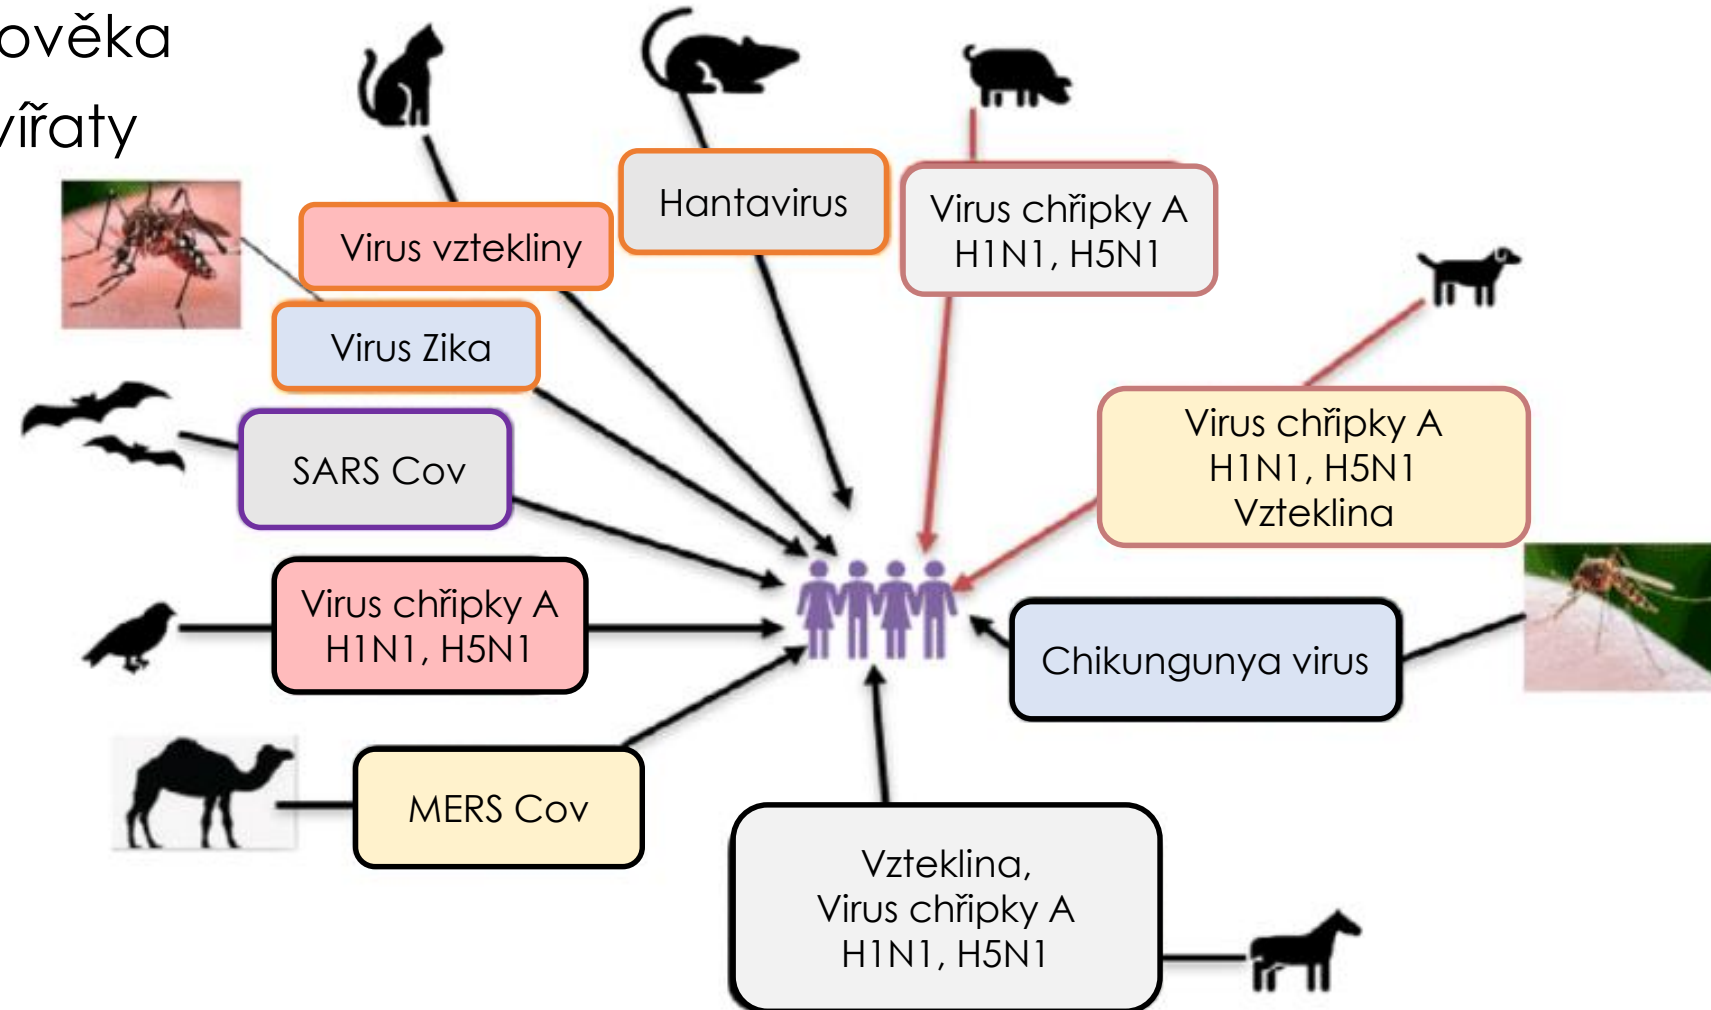 ověka
vířaty
Hantavirus
Virus chřipky A
H1N1, H5N1
Virus vztekliny
Virus Zika
SARS Cov
Virus chřipky A
H1N1, H5N1
Vzteklina
Virus chřipky A
H1N1, H5N1
Chikungunya virus
MERS Cov
Vzteklina,
Virus chřipky A
H1N1, H5N1